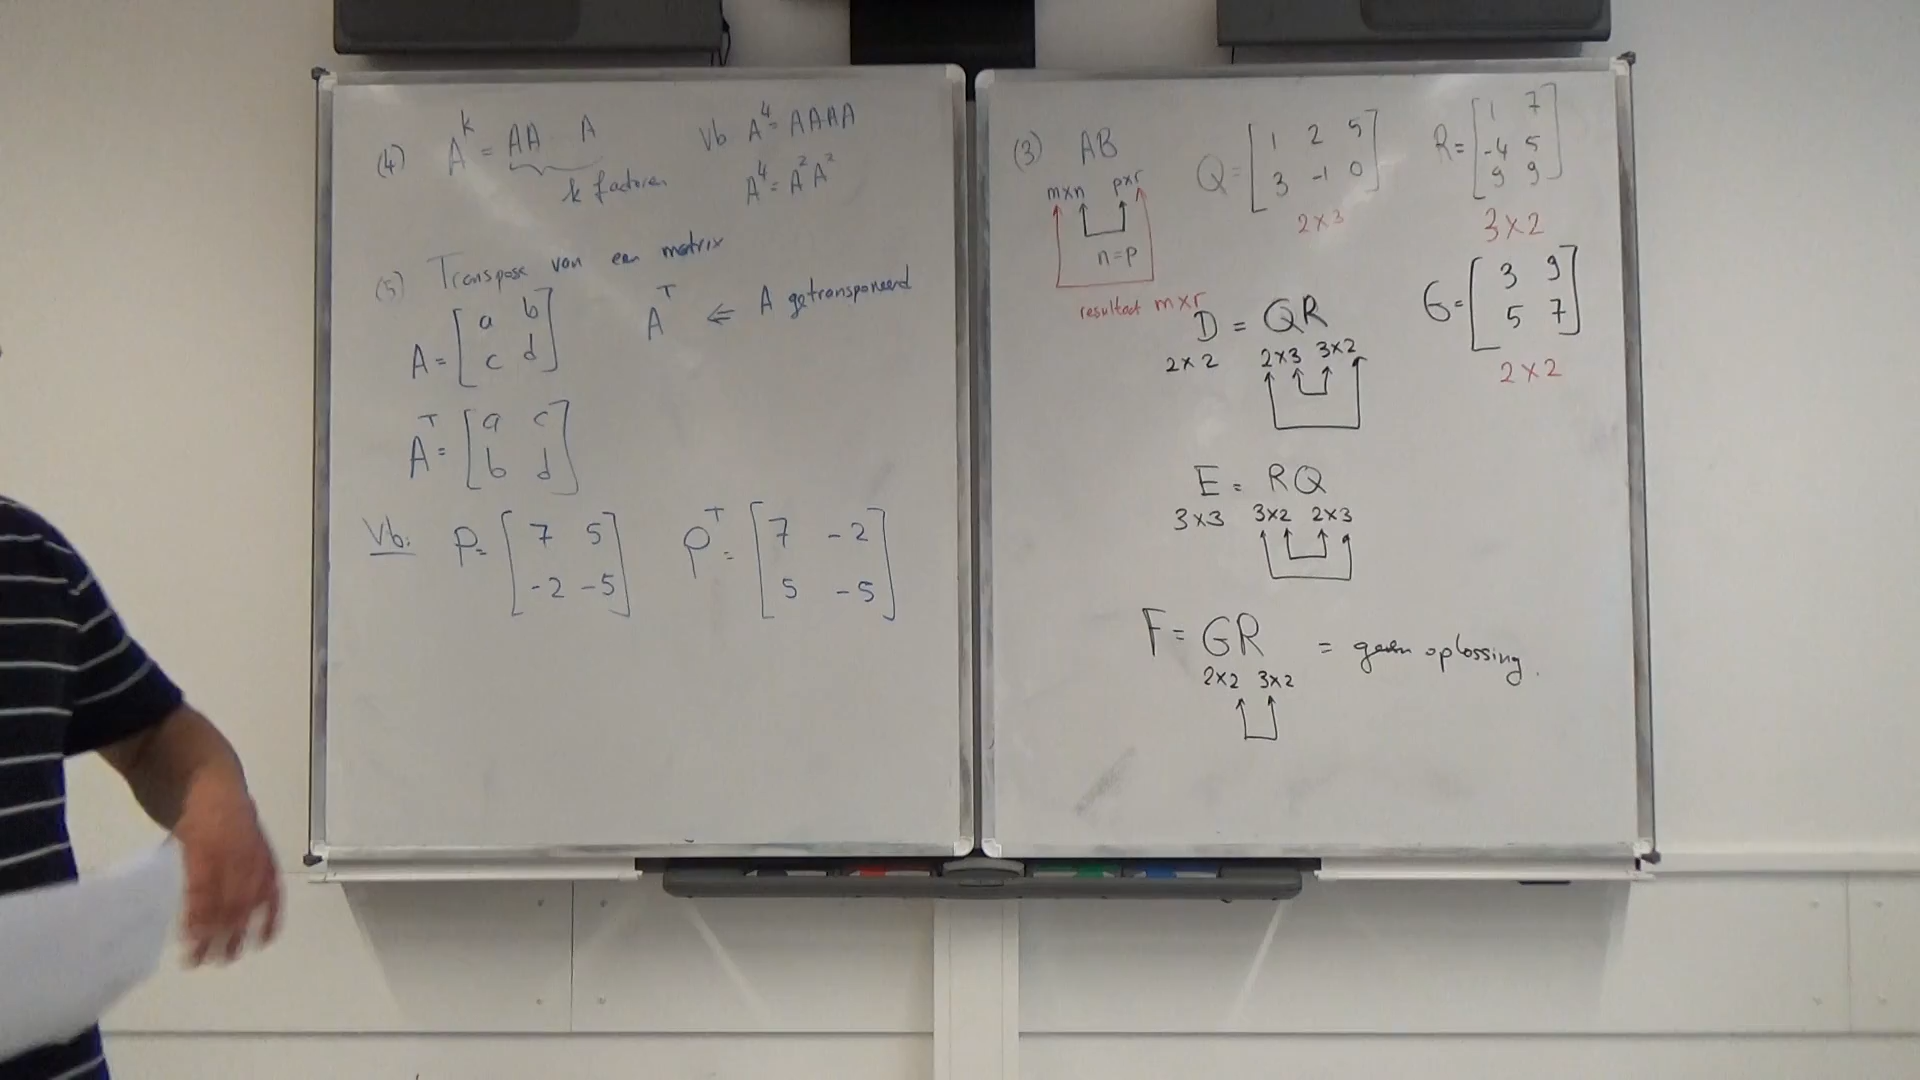 (4) A^k = AA A
k factoren
Vb A^4 = AAAA
A^4 = A^2 A^2
(5) Transpose van een matrix
A = [a b
c d]
A^T ⇐ A getransponeerd
A^T = [a c
b d]
Vb: P = [7 5
-2 -5]
P^T = [7 -2
5 -5]
(3) AB
m×n p×r
n=p
resultaat m×r
Q = [1 2 5
3 -1 0]
2×3
R = [1 7
-4 5
9 9]
3×2
G = [3 9
5 7]
2×2
D = QR
2×2 2×3 3×2
E = RQ
3×3 3×2 2×3
F = GR = geen oplossing.
2×2 3×2